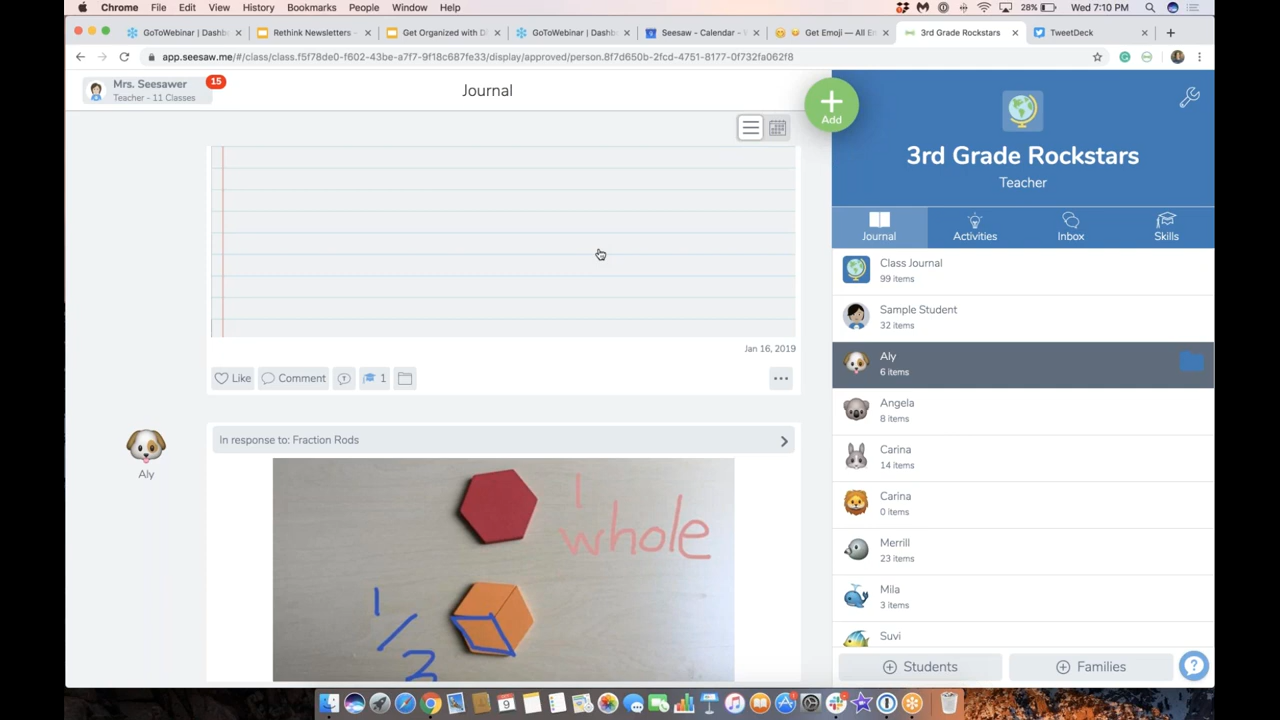 Chrome File Edit View History Bookmarks People Window Help 28% Wed 7:10 PM
GoToWebinar | Dashb Rethink Newsletters - Get Organized with D GoToWebinar | Dashb Seesaw - Calendar - Get Emoji — All E 3rd Grade Rockstars TweetDeck
app.seesaw.me/#/class/class.f5f78de0-f602-43be-a7f7-9f18c687fe33/display/approved/person.8f7d650b-2fcd-4751-8177-0f732fa062f8
Mrs. Seesawer 15
Teacher - 11 Classes
Journal
Add
3rd Grade Rockstars
Teacher
Journal Activities Inbox Skills
Class Journal
99 items
Sample Student
32 items
Aly
6 items
Angela
8 items
Carina
14 items
Carina
0 items
Merrill
23 items
Mila
3 items
Suvi
Students Families ?
Jan 16, 2019
Like Comment T 1
Aly
In response to: Fraction Rods
1
whole
1/3